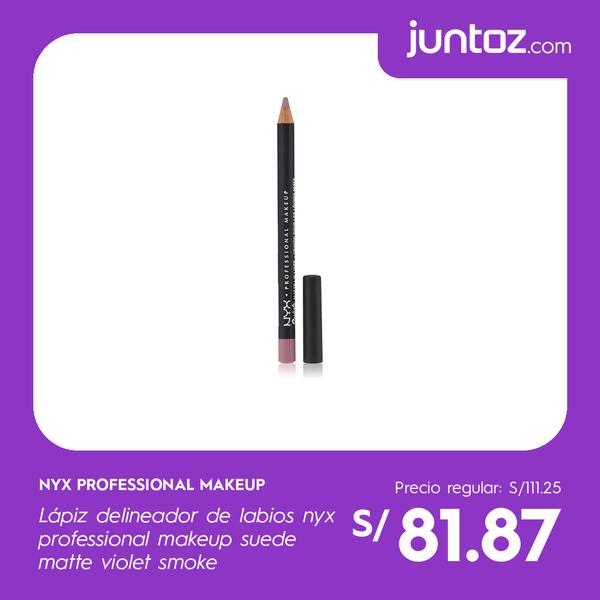 juntoz.com
NYX • PROFESSIONAL MAKEUP
NYX PROFESSIONAL MAKEUP
Lápiz delineador de labios nyx
professional makeup suede
matte violet smoke
Precio regular: S/111.25
S/ 81.87